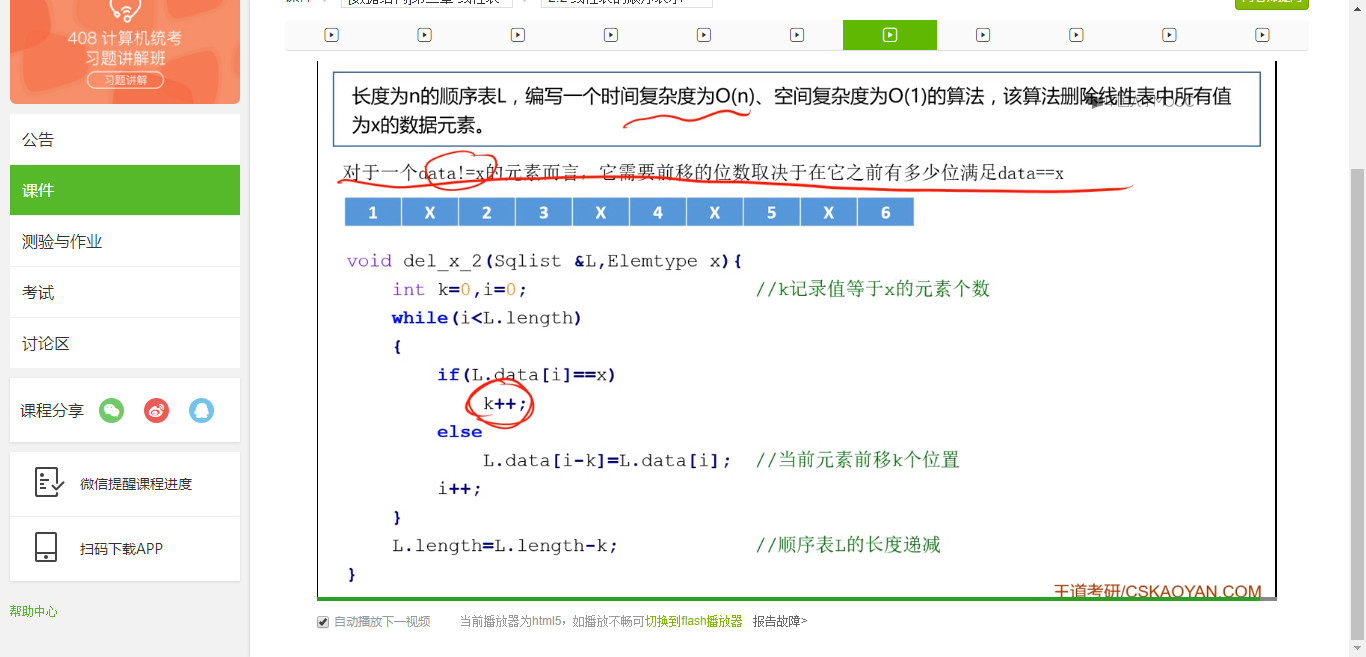 408 计算机统考
习题讲解班
习题讲解
公告
课件
测验与作业
考试
讨论区
课程分享
微信提醒课程进度
扫码下载APP
帮助中心
长度为n的顺序表L，编写一个时间复杂度为O(n)、空间复杂度为O(1)的算法，该算法删除线性表中所有值
为x的数据元素。
对于一个data!=x的元素而言，它需要前移的位数取决于在它之前有多少位满足data==x
1 X 2 3 X 4 X 5 X 6
void del_x_2(Sqlist &L,Elemtype x){
int k=0,i=0; //k记录值等于x的元素个数
while(i<L.length)
{
if(L.data[i]==x)
k++;
else
L.data[i-k]=L.data[i]; //当前元素前移k个位置
i++;
}
L.length=L.length-k; //顺序表L的长度递减
}
王道考研/CSKAOYAN.COM
自动播放下一视频 当前播放器为html5，如播放不畅可切换到flash播放器 报告故障>